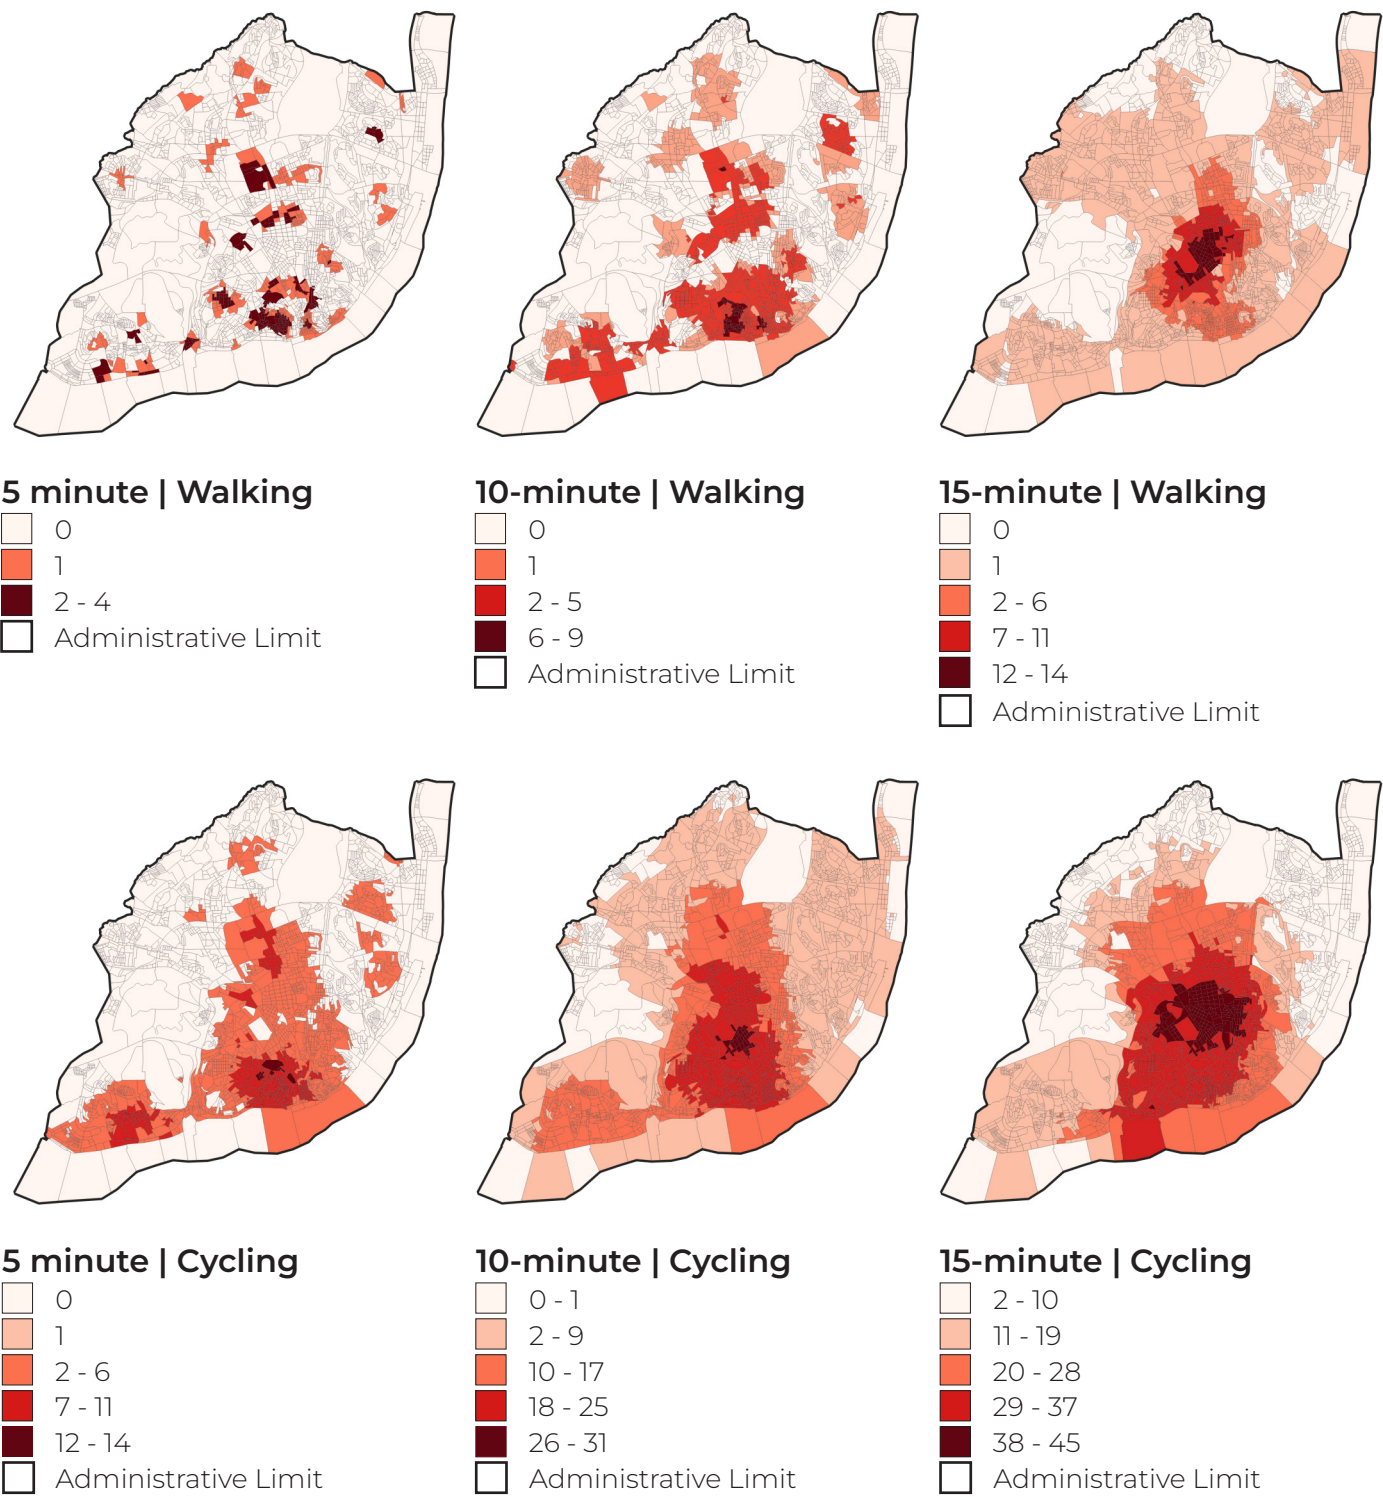 5 minute | Walking
0
1
2 - 4
Administrative Limit
10-minute | Walking
0
1
2 - 5
6 - 9
Administrative Limit
15-minute | Walking
0
1
2 - 6
7 - 11
12 - 14
Administrative Limit
5 minute | Cycling
0
1
2 - 6
7 - 11
12 - 14
Administrative Limit
10-minute | Cycling
0 - 1
2 - 9
10 - 17
18 - 25
26 - 31
Administrative Limit
15-minute | Cycling
2 - 10
11 - 19
20 - 28
29 - 37
38 - 45
Administrative Limit